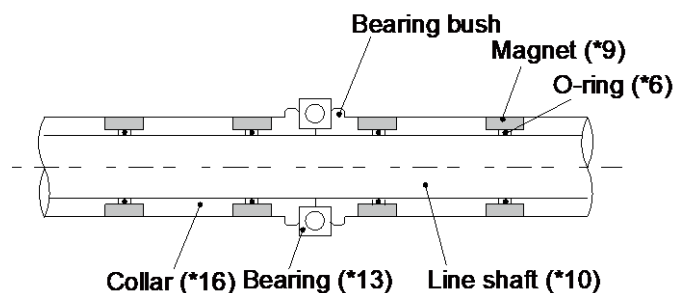 Bearing bush
Magnet (*9)
O-ring (*6)
Collar (*16) Bearing (*13) Line shaft (*10)